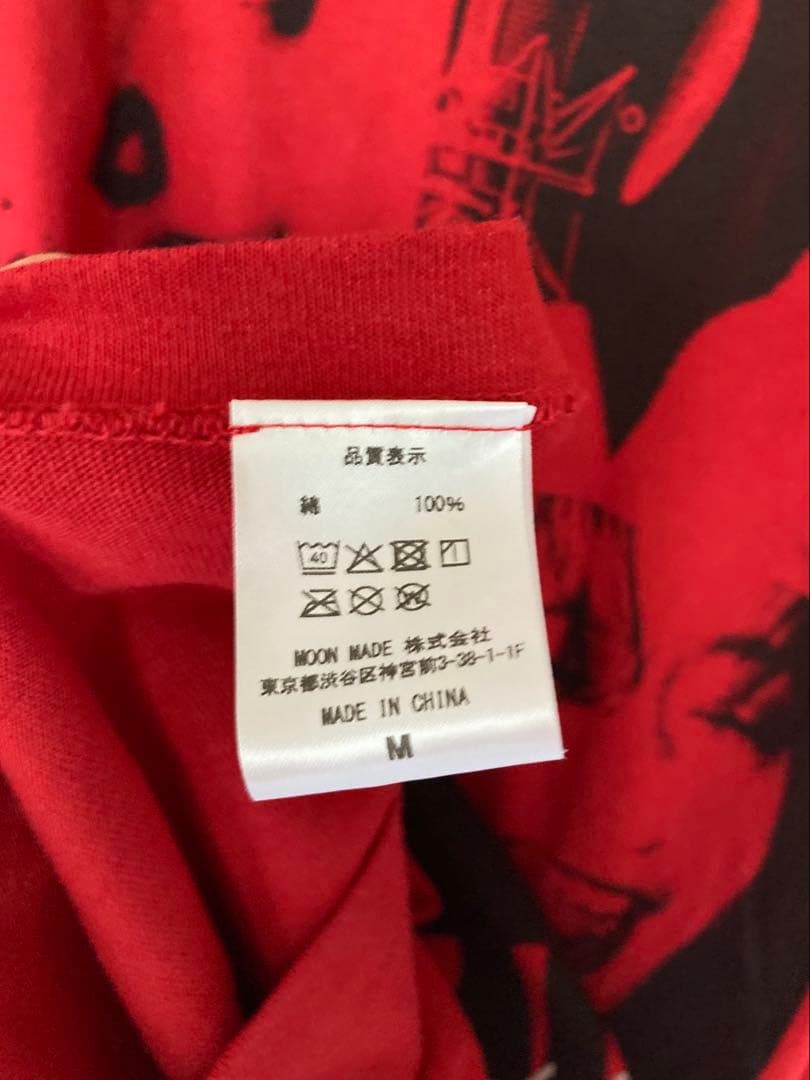 品質表示
綿 100%
40
MOON MADE 株式会社
東京都渋谷区神宮前3-38-1-1F
MADE IN CHINA
M